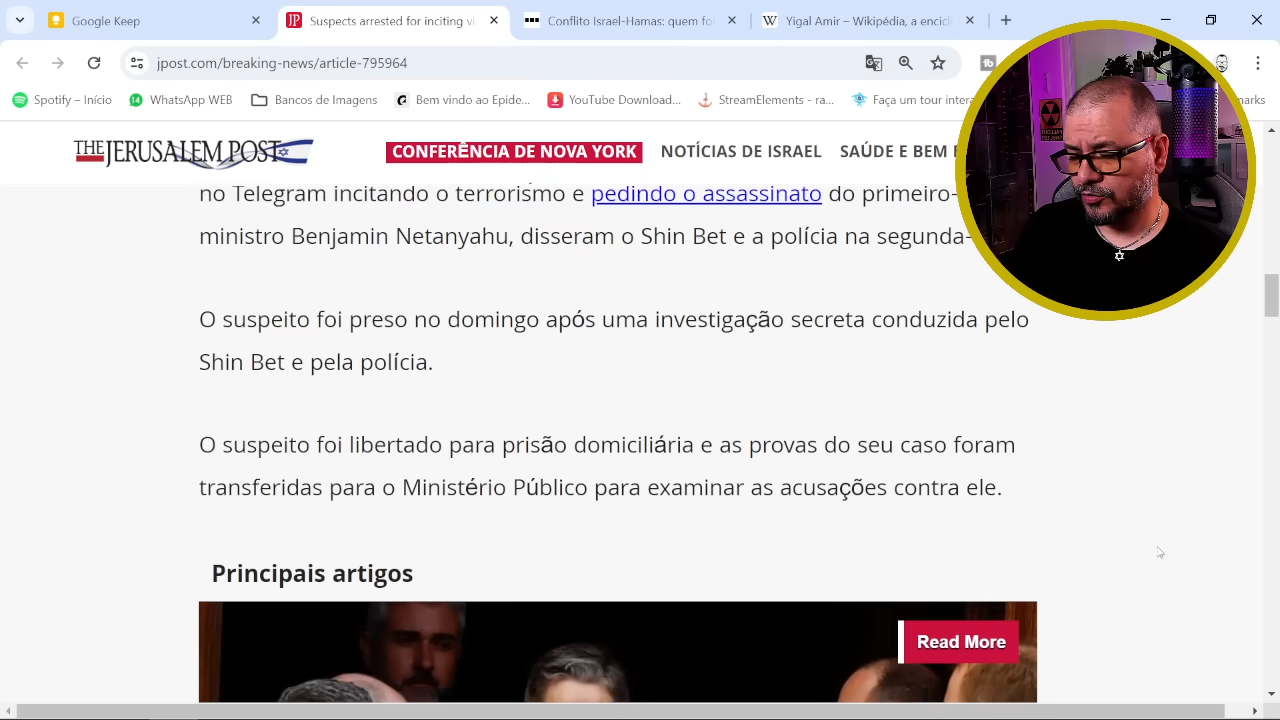 Google Keep
Suspects arrested for inciting vi
Conflito Israel-Hamas: quem fo
Yigal Amir – Wikipédia, a encicl
jpost.com/breaking-news/article-795964
Spotify – Início
WhatsApp WEB
Bancos de Imagens
Bem vindo ao Epide...
YouTube Download...
StreamElements - ra...
Faça um tour intera
marks
THE JERUSALEM POST
CONFERÊNCIA DE NOVA YORK
NOTÍCIAS DE ISRAEL
SAÚDE E BEM
no Telegram incitando o terrorismo e pedindo o assassinato do primeiro-
ministro Benjamin Netanyahu, disseram o Shin Bet e a polícia na segunda-
O suspeito foi preso no domingo após uma investigação secreta conduzida pelo
Shin Bet e pela polícia.
O suspeito foi libertado para prisão domiciliária e as provas do seu caso foram
transferidas para o Ministério Público para examinar as acusações contra ele.
Principais artigos
Read More